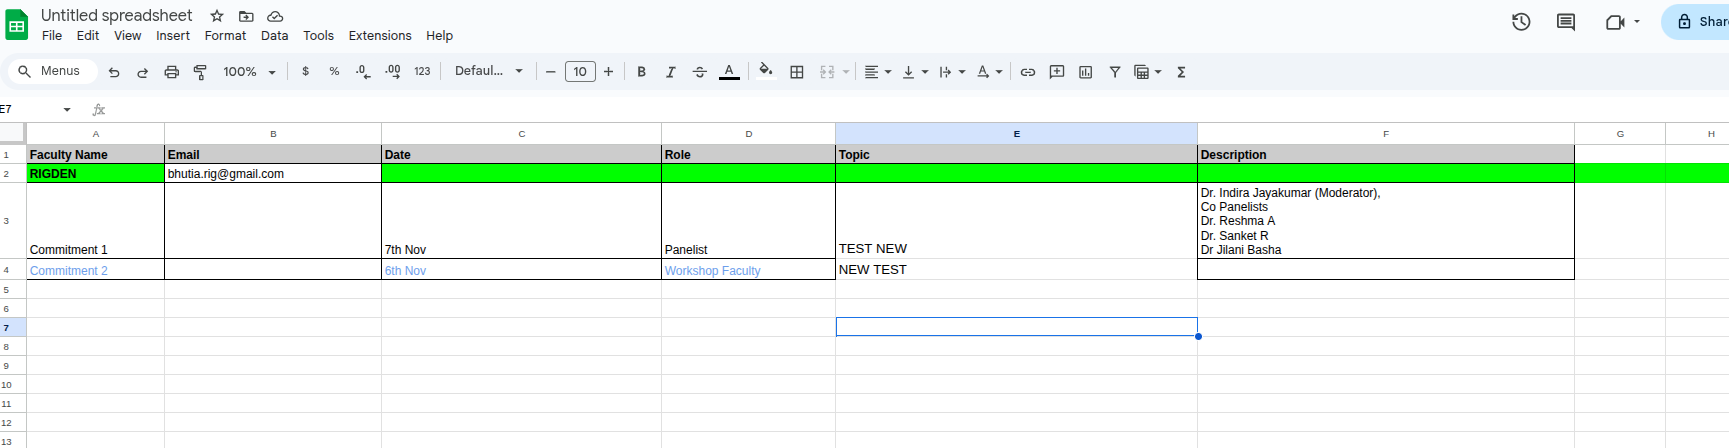 Untitled spreadsheet
File Edit View Insert Format Data Tools Extensions Help
Share
Menus 100% $ % .0 .00 123 Defaul... 10 B I S A A Σ
E7 fx
A B C D E F G H
1 Faculty Name Email Date Role Topic Description
2 RIGDEN bhutia.rig@gmail.com
Dr. Indira Jayakumar (Moderator),
Co Panelists
3 Dr. Reshma A
Dr. Sanket R
Commitment 1 7th Nov Panelist TEST NEW Dr Jilani Basha
4 Commitment 2 6th Nov Workshop Faculty NEW TEST
5
6
7
8
9
10
11
12
13